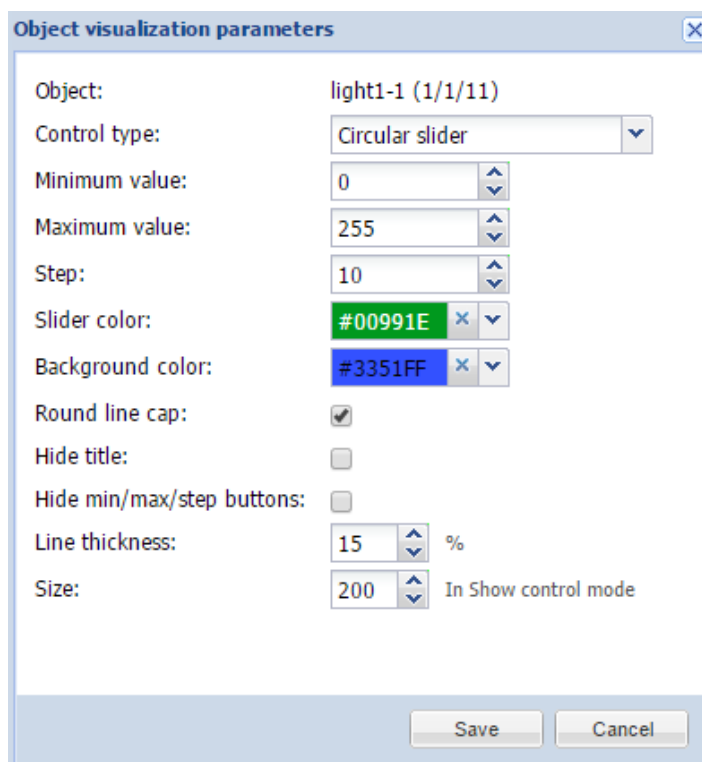 Object visualization parameters
Object: light1-1 (1/1/11)
Control type: Circular slider
Minimum value: 0
Maximum value: 255
Step: 10
Slider color: #00991E
Background color: #3351FF
Round line cap:
Hide title:
Hide min/max/step buttons:
Line thickness: 15 %
Size: 200 In Show control mode
Save Cancel